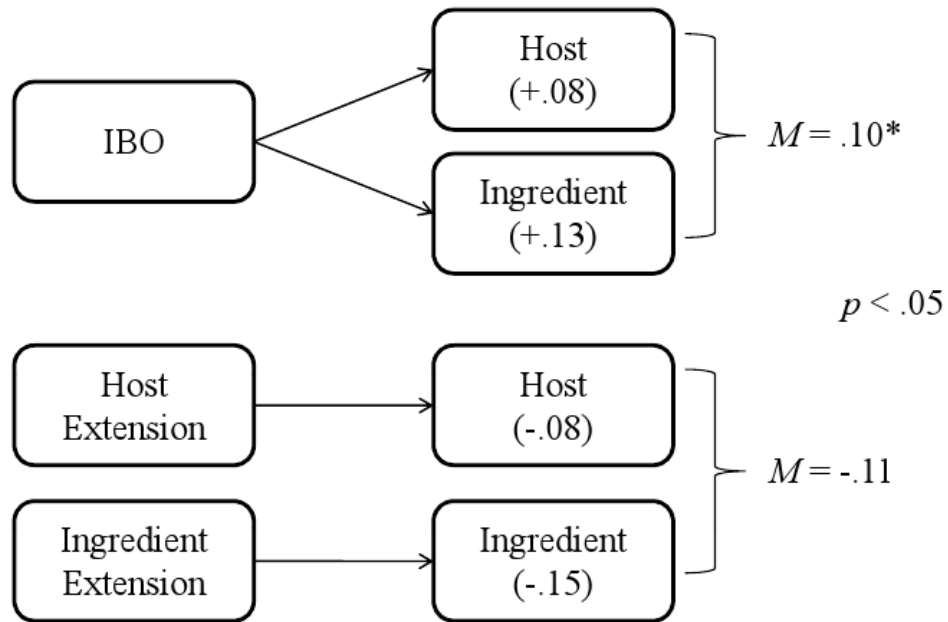 IBO
Host
(+.08)
Ingredient
(+.13)
M = .10*
p < .05
Host
Extension
Host
(-.08)
Ingredient
Extension
Ingredient
(-.15)
M = -.11